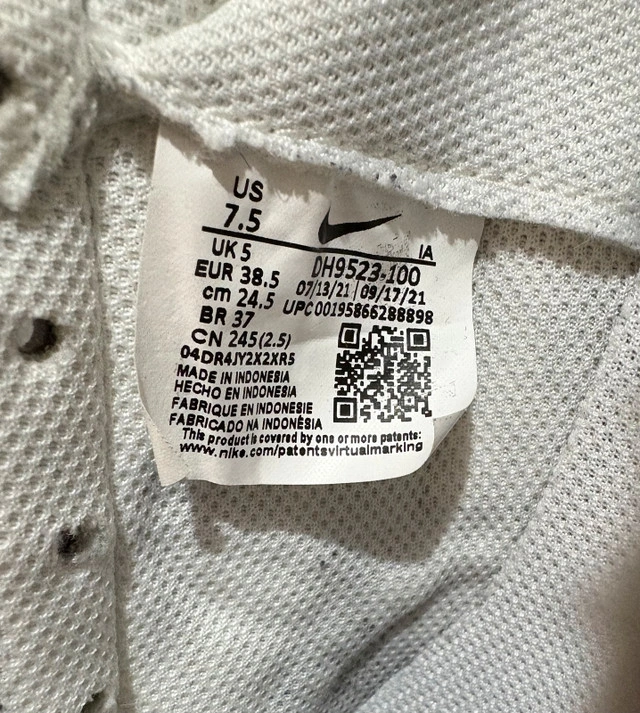 US
7.5
IA
UK 5
DH9523-100
EUR 38.5
07/13/21 | 09/17/21
cm 24.5
UPC 00195866288898
BR 37
CN 245(2.5)
04DR4JY2X2XR5
MADE IN INDONESIA
HECHO EN INDONESIA
FABRIQUE EN INDONESIE
FABRICADO NA INDONÉSIA
This product is covered by one or more patents:
www.nike.com/patentsvirtualmarking